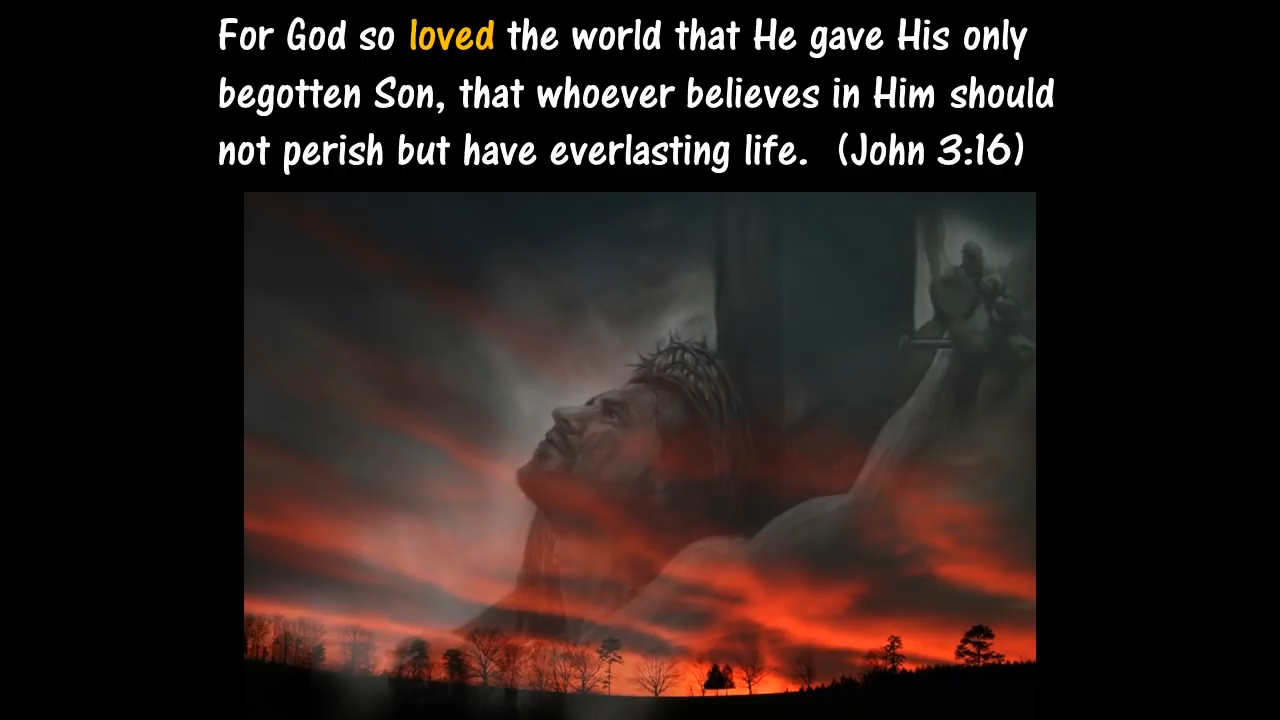 For God so loved the world that He gave His only
begotten Son, that whoever believes in Him should
not perish but have everlasting life. (John 3:16)